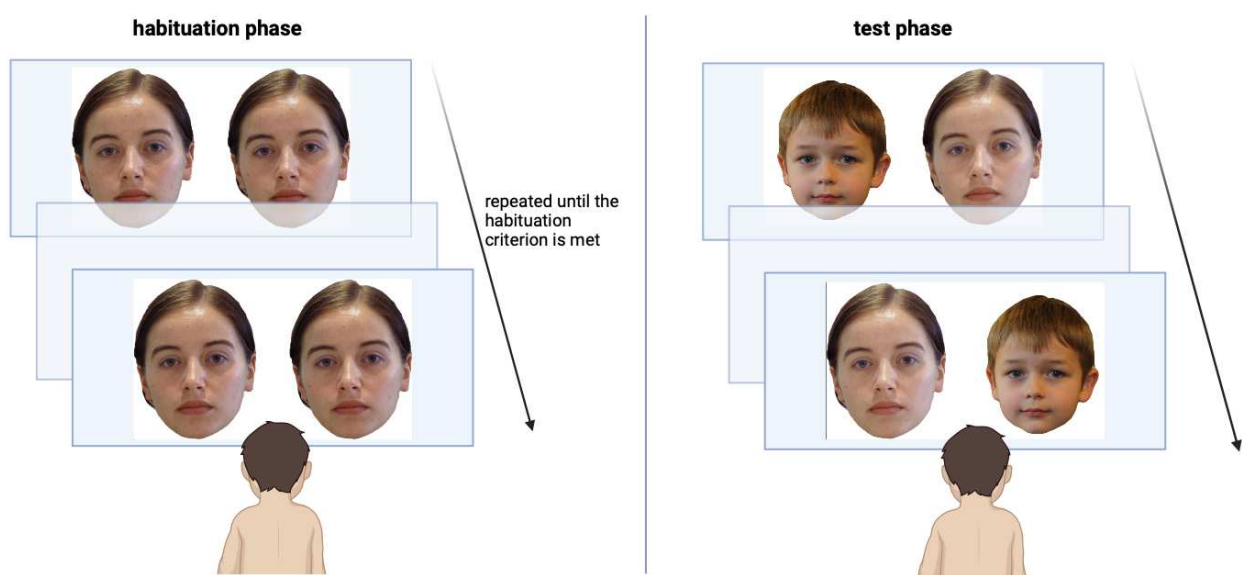 habituation phase
test phase
repeated until the
habituation
criterion is met